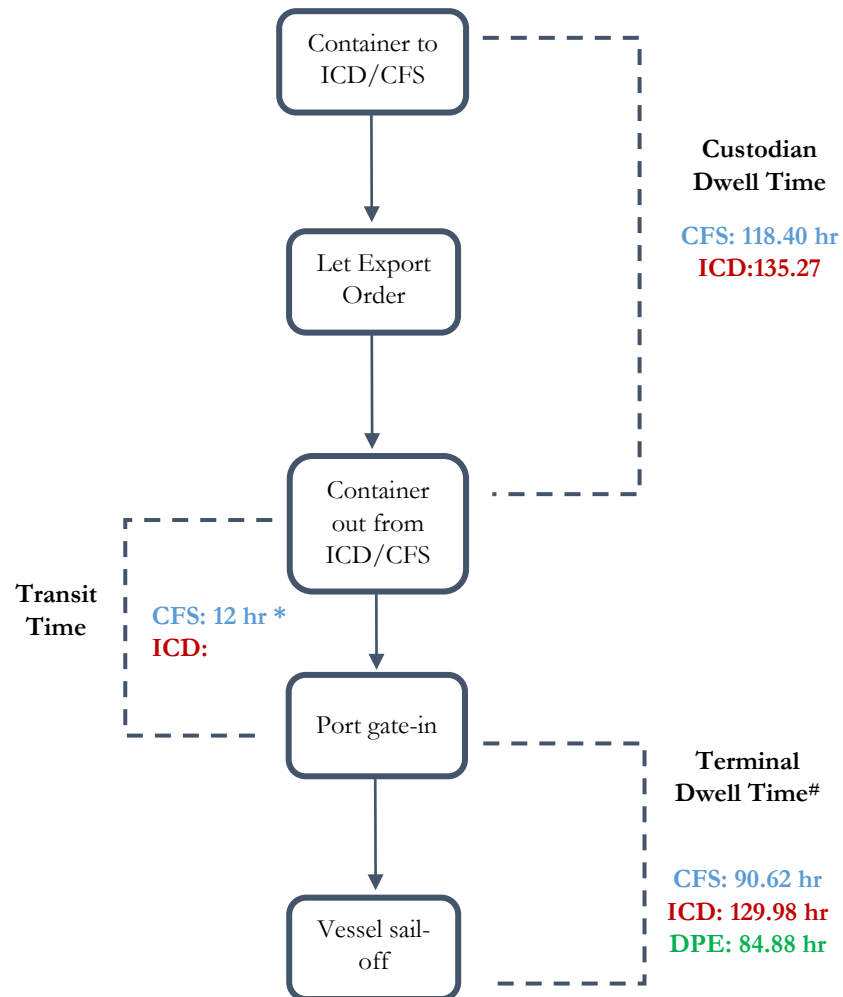 Container to
ICD/CFS
Custodian
Dwell Time
CFS: 118.40 hr
ICD:135.27
Let Export
Order
Container
out from
ICD/CFS
Transit
Time
CFS: 12 hr *
ICD:
Port gate-in
Terminal
Dwell Time#
CFS: 90.62 hr
ICD: 129.98 hr
DPE: 84.88 hr
Vessel sail-
off